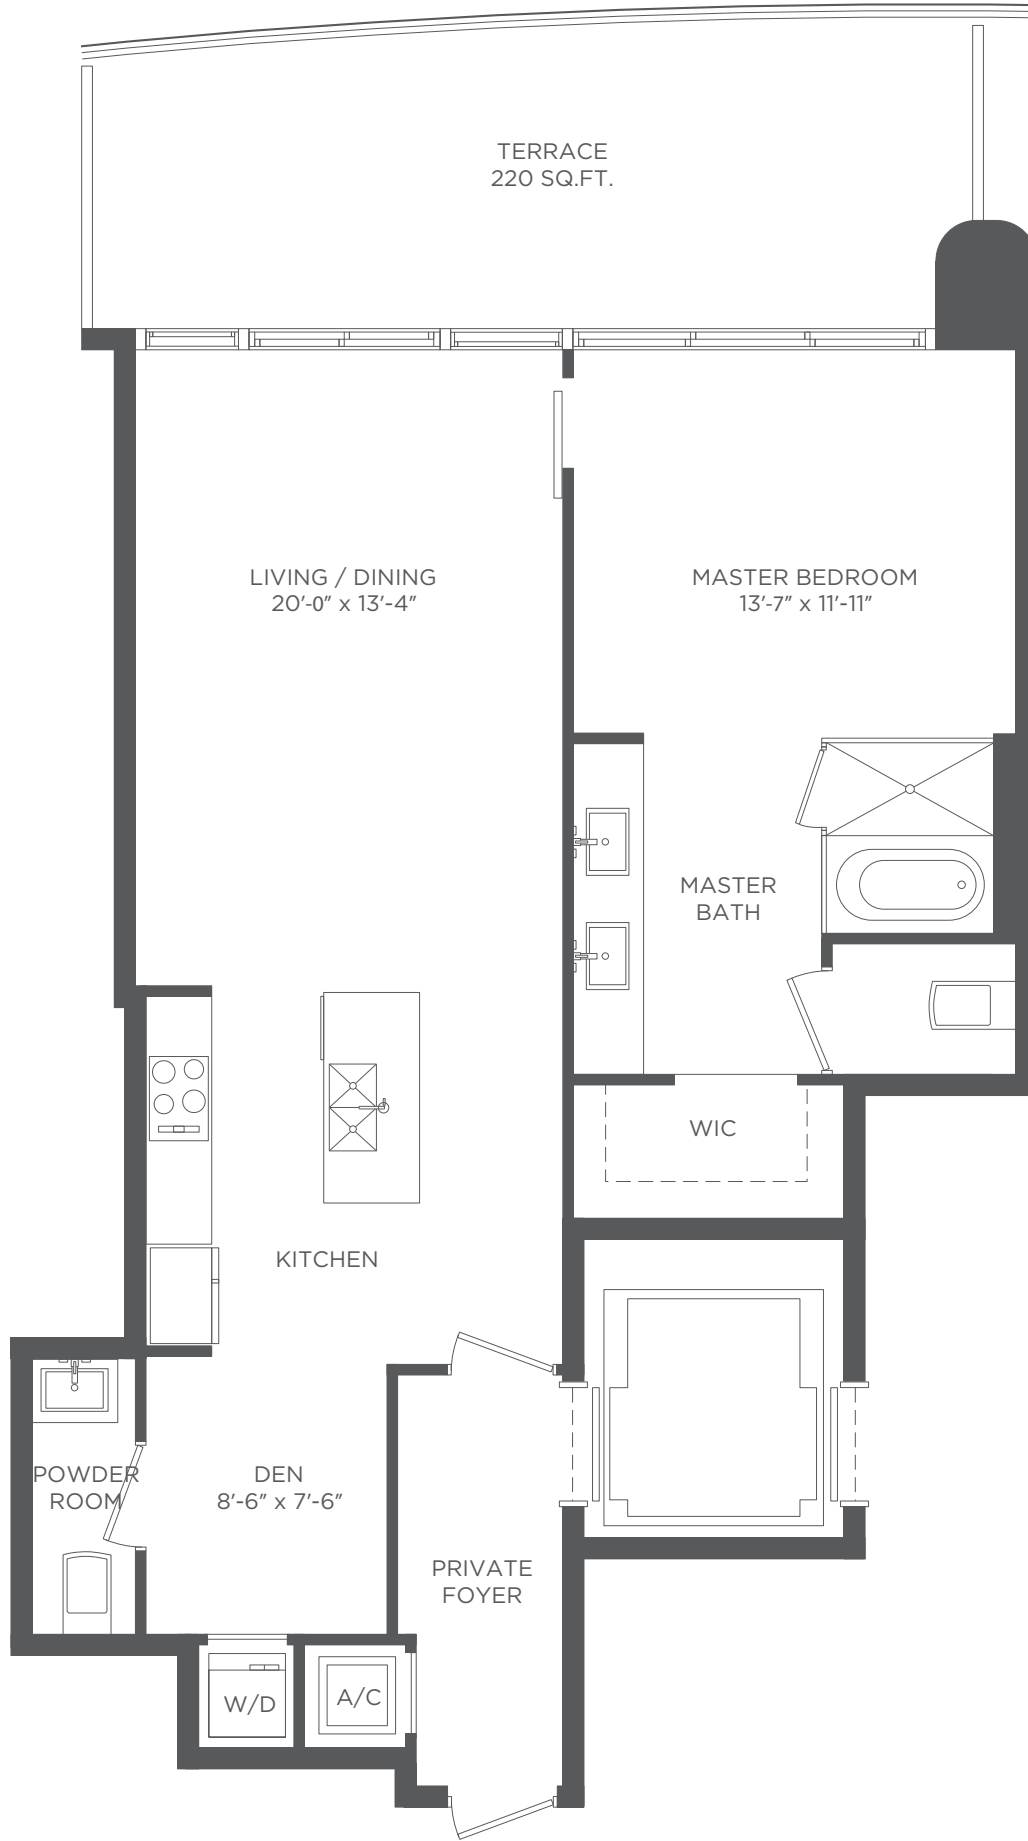 TERRACE
220 SQ.FT.
LIVING / DINING
20'-0" x 13'-4"
MASTER BEDROOM
13'-7" x 11'-11"
MASTER
BATH
WIC
KITCHEN
POWDER
ROOM
DEN
8'-6" x 7'-6"
PRIVATE
FOYER
W/D
A/C